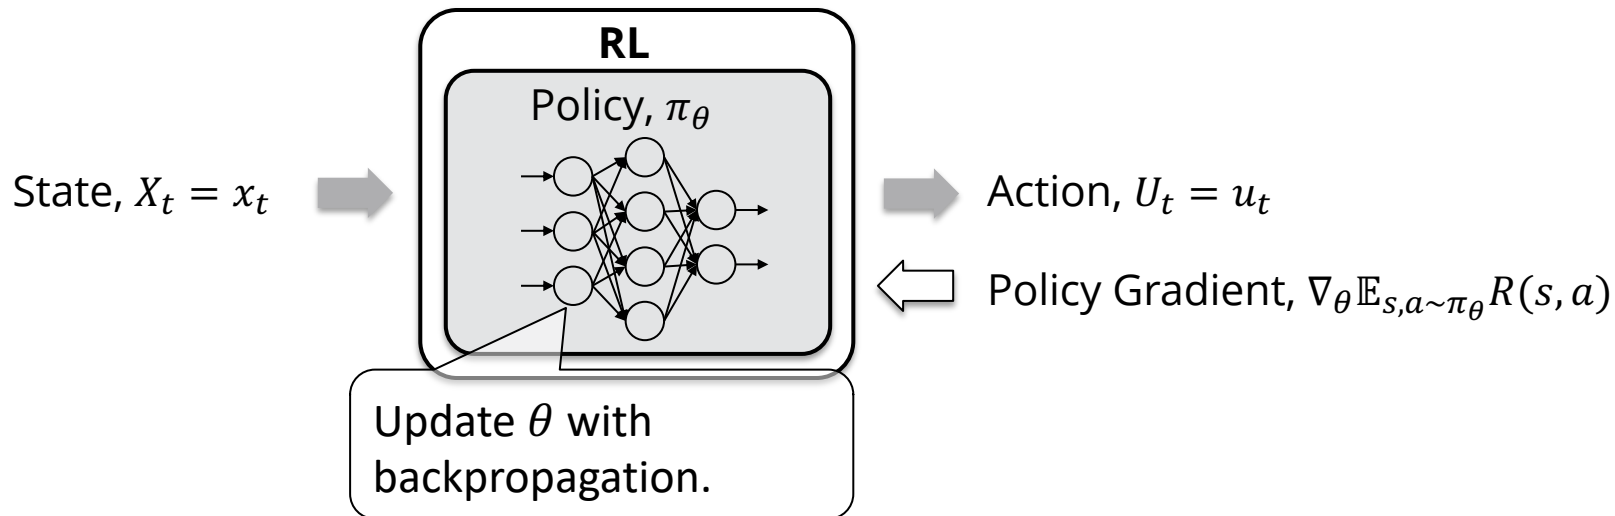 RL
Policy, π_θ
State, X_t = x_t
Action, U_t = u_t
Policy Gradient, ∇_θ 𝔼_{s,a~π_θ} R(s, a)
Update θ with
backpropagation.